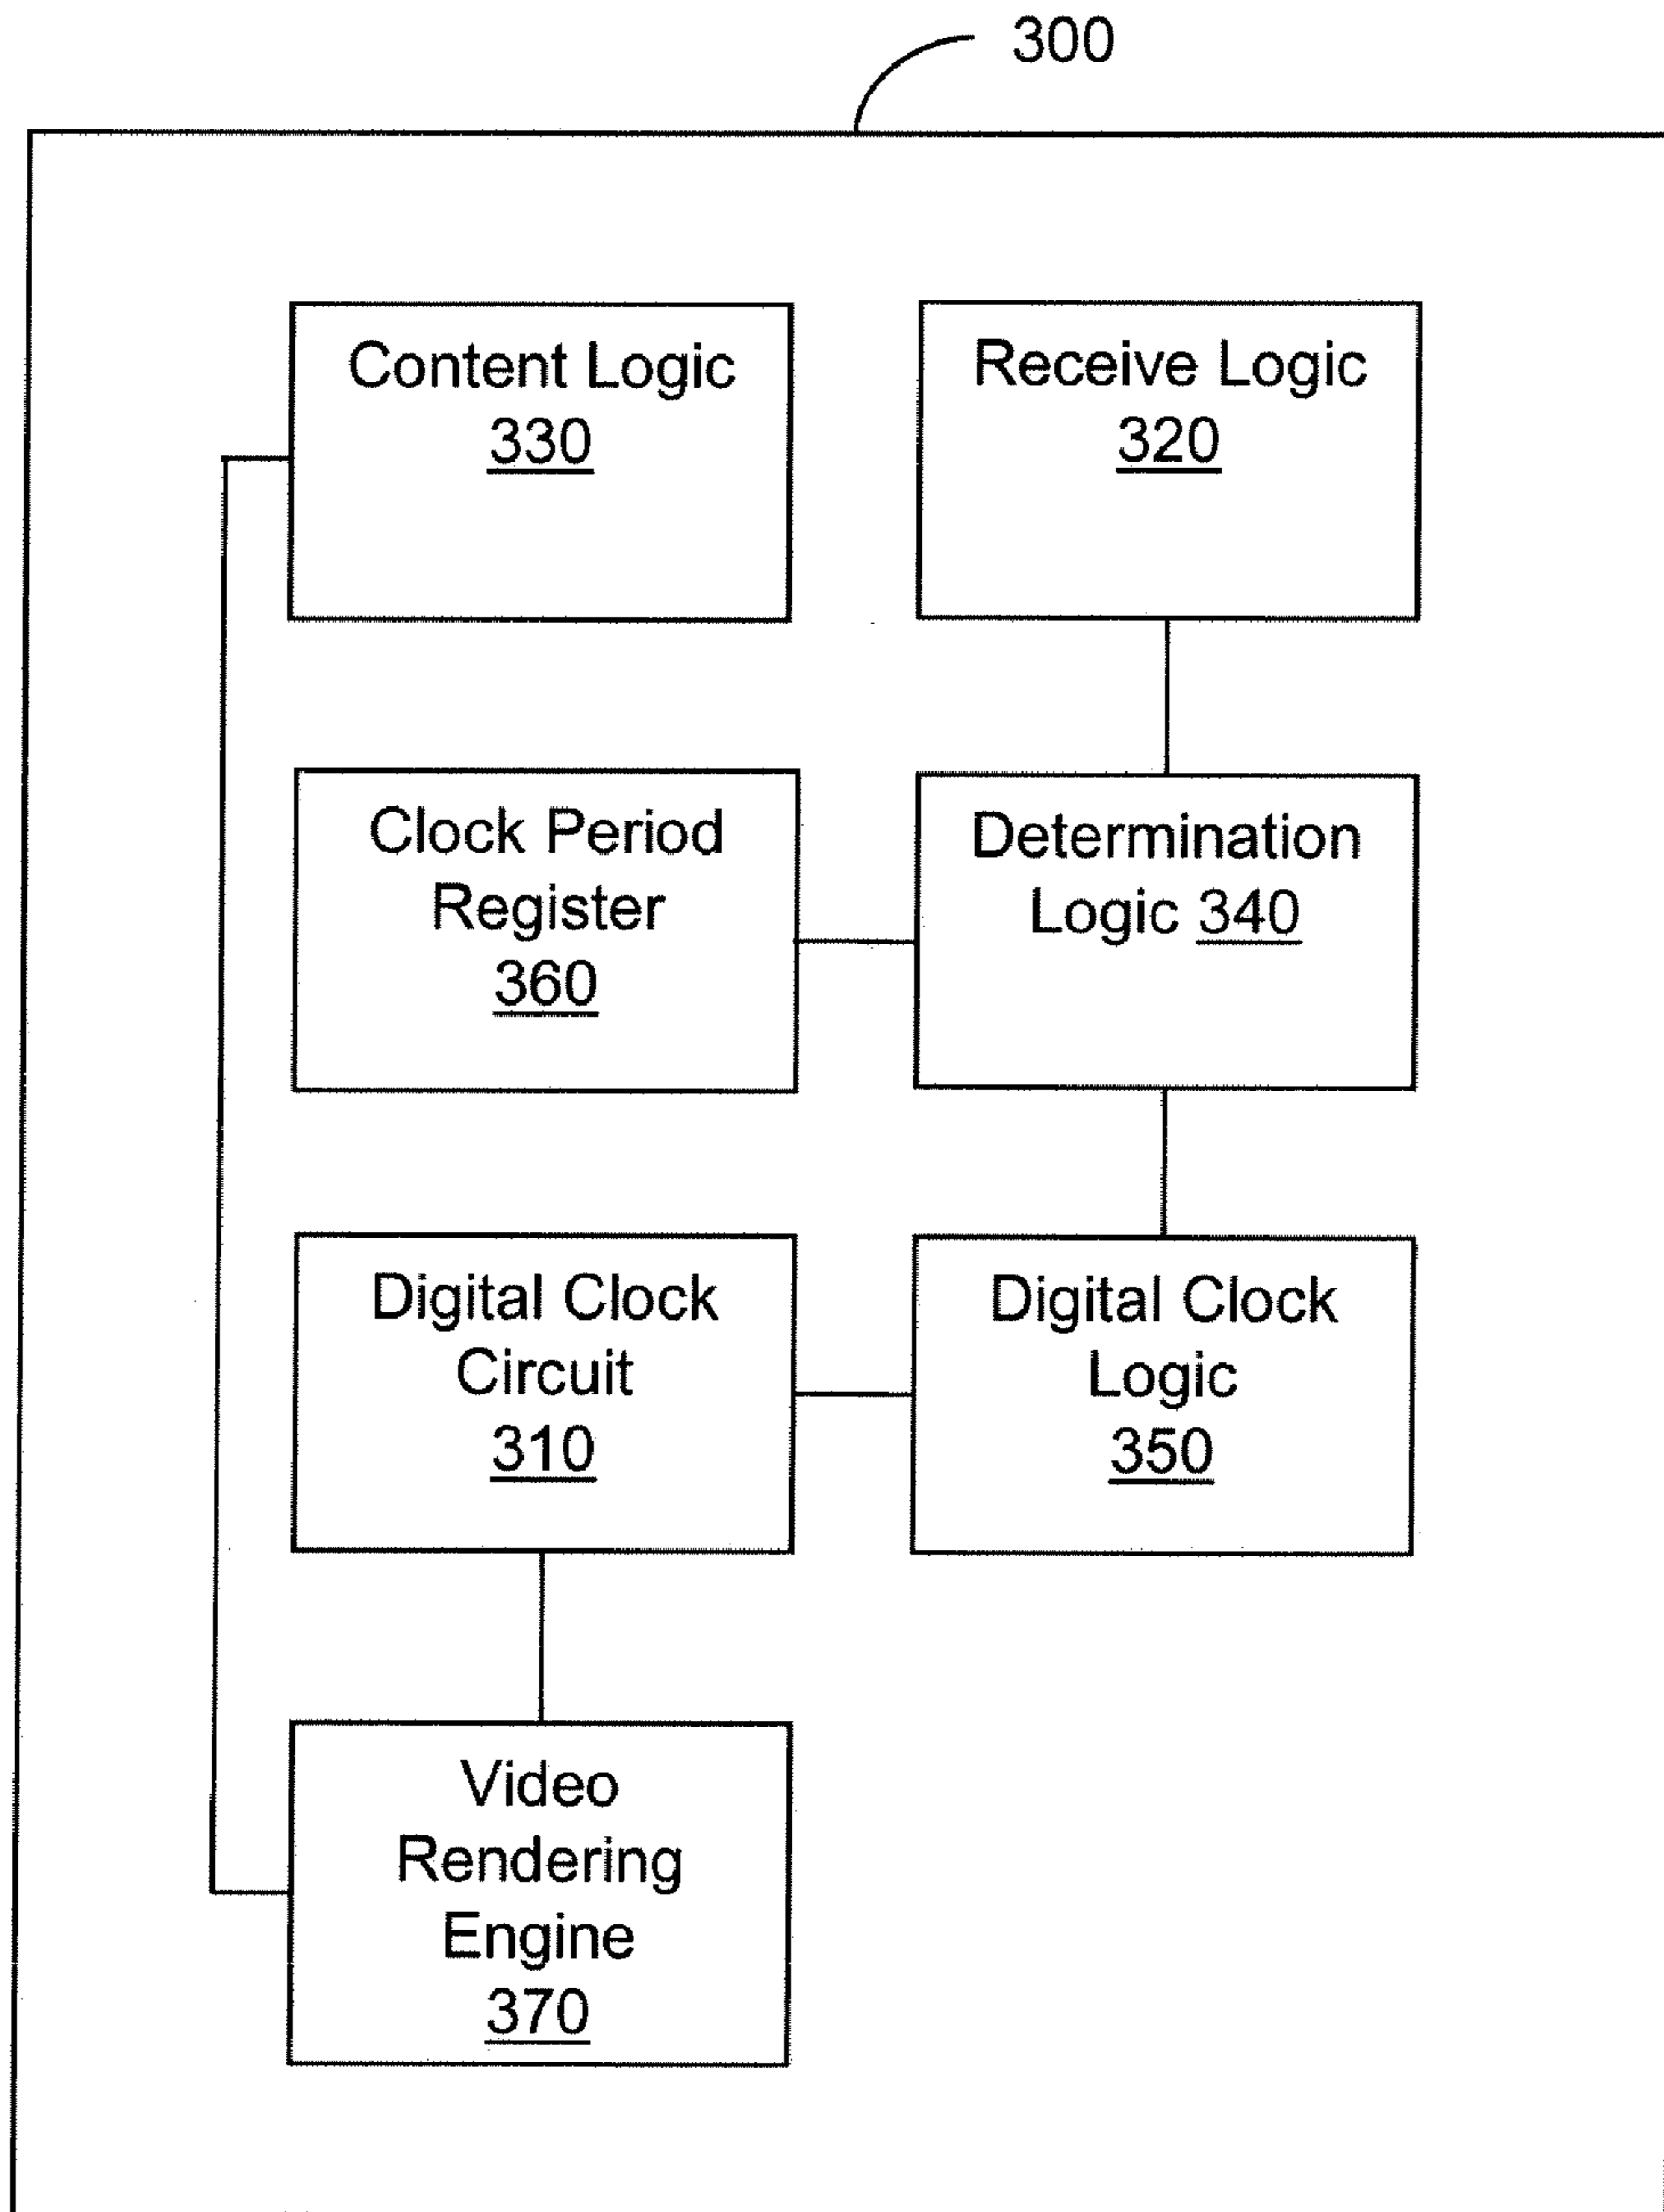 300
Content Logic
330
Receive Logic
320
Clock Period
Register
360
Determination
Logic 340
Digital Clock
Circuit
310
Digital Clock
Logic
350
Video
Rendering
Engine
370